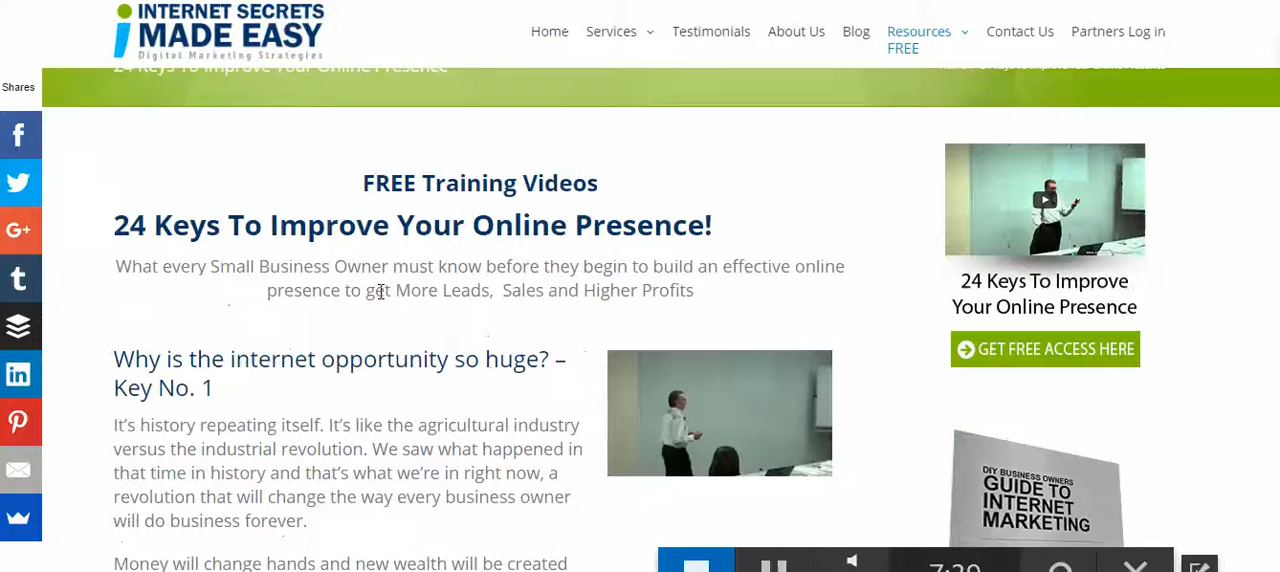 INTERNET SECRETS
MADE EASY
Digital Marketing Strategies
Home
Services
Testimonials
About Us
Blog
Resources
FREE
Contact Us
Partners Log in
24 Keys To Improve Your Online Presence
Shares
FREE Training Videos
24 Keys To Improve Your Online Presence!
What every Small Business Owner must know before they begin to build an effective online
presence to get More Leads, Sales and Higher Profits
24 Keys To Improve
Your Online Presence
GET FREE ACCESS HERE
Why is the internet opportunity so huge? –
Key No. 1
It's history repeating itself. It's like the agricultural industry
versus the industrial revolution. We saw what happened in
that time in history and that's what we're in right now, a
revolution that will change the way every business owner
will do business forever.
Money will change hands and new wealth will be created
DIY BUSINESS OWNERS
GUIDE TO
INTERNET
MARKETING